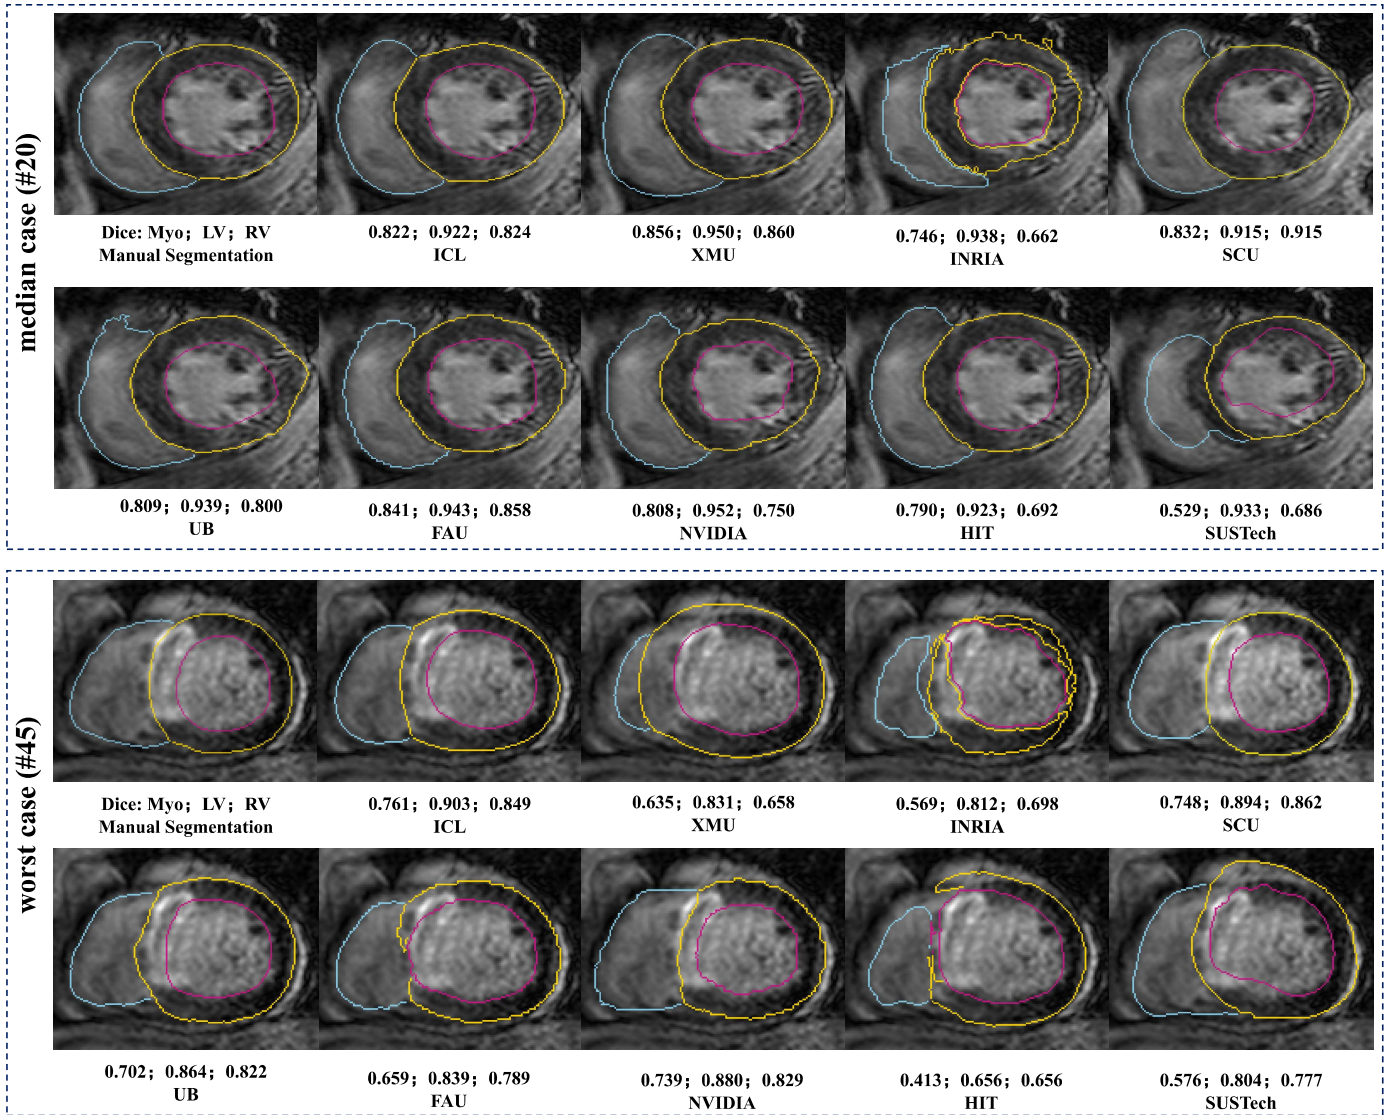 median case (#20)
Dice: Myo; LV; RV
Manual Segmentation
0.822; 0.922; 0.824
ICL
0.856; 0.950; 0.860
XMU
0.746; 0.938; 0.662
INRIA
0.832; 0.915; 0.915
SCU
0.809; 0.939; 0.800
UB
0.841; 0.943; 0.858
FAU
0.808; 0.952; 0.750
NVIDIA
0.790; 0.923; 0.692
HIT
0.529; 0.933; 0.686
SUSTech
worst case (#45)
Dice: Myo; LV; RV
Manual Segmentation
0.761; 0.903; 0.849
ICL
0.635; 0.831; 0.658
XMU
0.569; 0.812; 0.698
INRIA
0.748; 0.894; 0.862
SCU
0.702; 0.864; 0.822
UB
0.659; 0.839; 0.789
FAU
0.739; 0.880; 0.829
NVIDIA
0.413; 0.656; 0.656
HIT
0.576; 0.804; 0.777
SUSTech